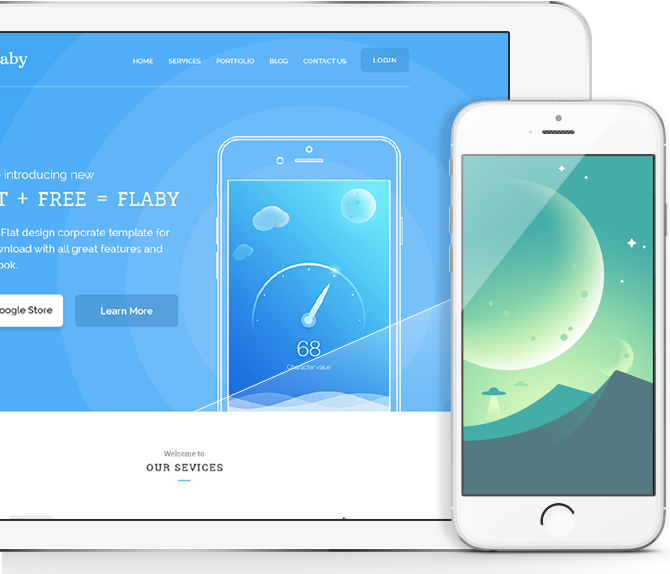 aby
HOME SERVICES PORTFOLIO BLOG CONTACT US LOGIN
introducing new
T + FREE = FLABY
Flat design corporate template for
wnload with all great features and
ook.
oogle Store Learn More
68
Character value
Welcome to
OUR SEVICES